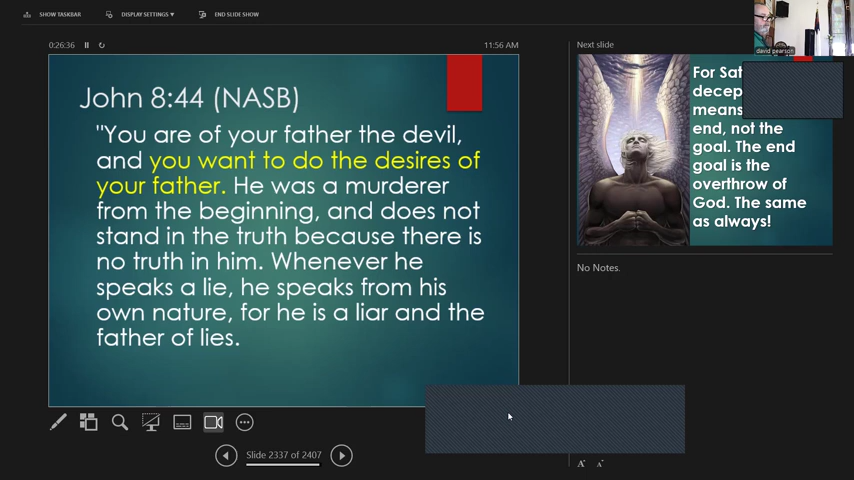 SHOW TASKBAR
DISPLAY SETTINGS ▾
END SLIDE SHOW
0:26:36
11:56 AM
John 8:44 (NASB)
"You are of your father the devil,
and you want to do the desires of
your father. He was a murderer
from the beginning, and does not
stand in the truth because there is
no truth in him. Whenever he
speaks a lie, he speaks from his
own nature, for he is a liar and the
father of lies.
Slide 2337 of 2407
Next slide
david pearson
For
decep
means
end, not the
goal. The end
goal is the
overthrow of
God. The same
as always!
No Notes.
A A